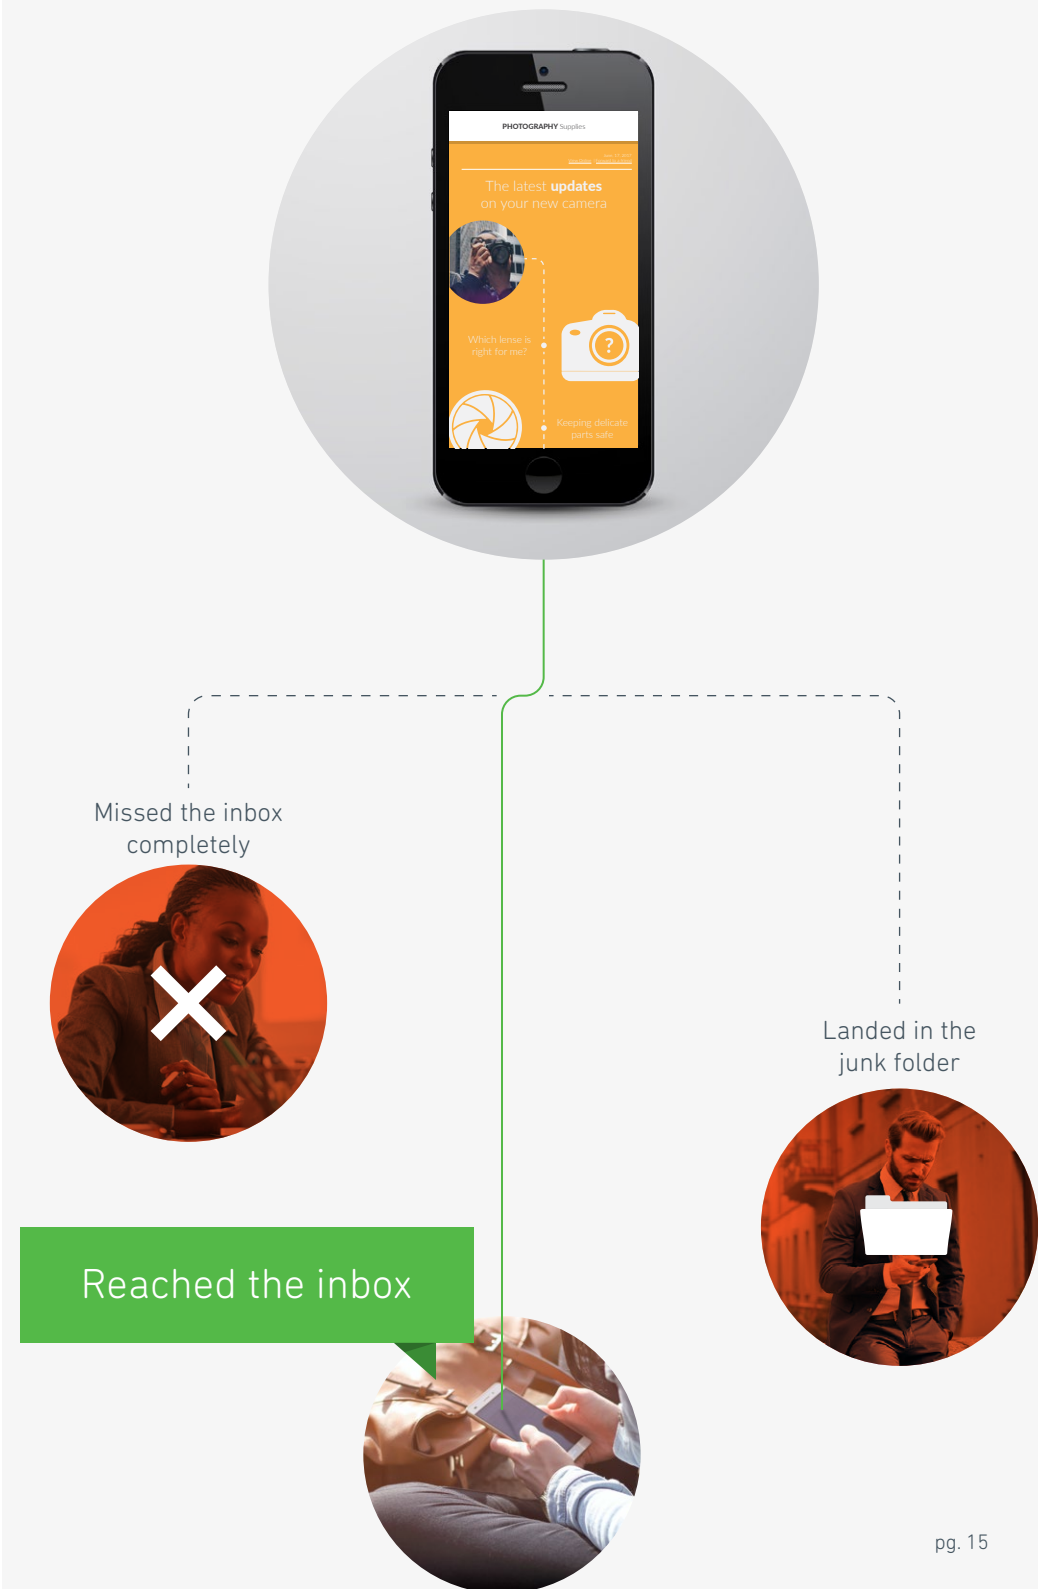 PHOTOGRAPHY Supplies
The latest updates
on your new camera
Which lense is
right for me?
?
Keeping delicate
parts safe
Missed the inbox
completely
Landed in the
junk folder
Reached the inbox
pg. 15